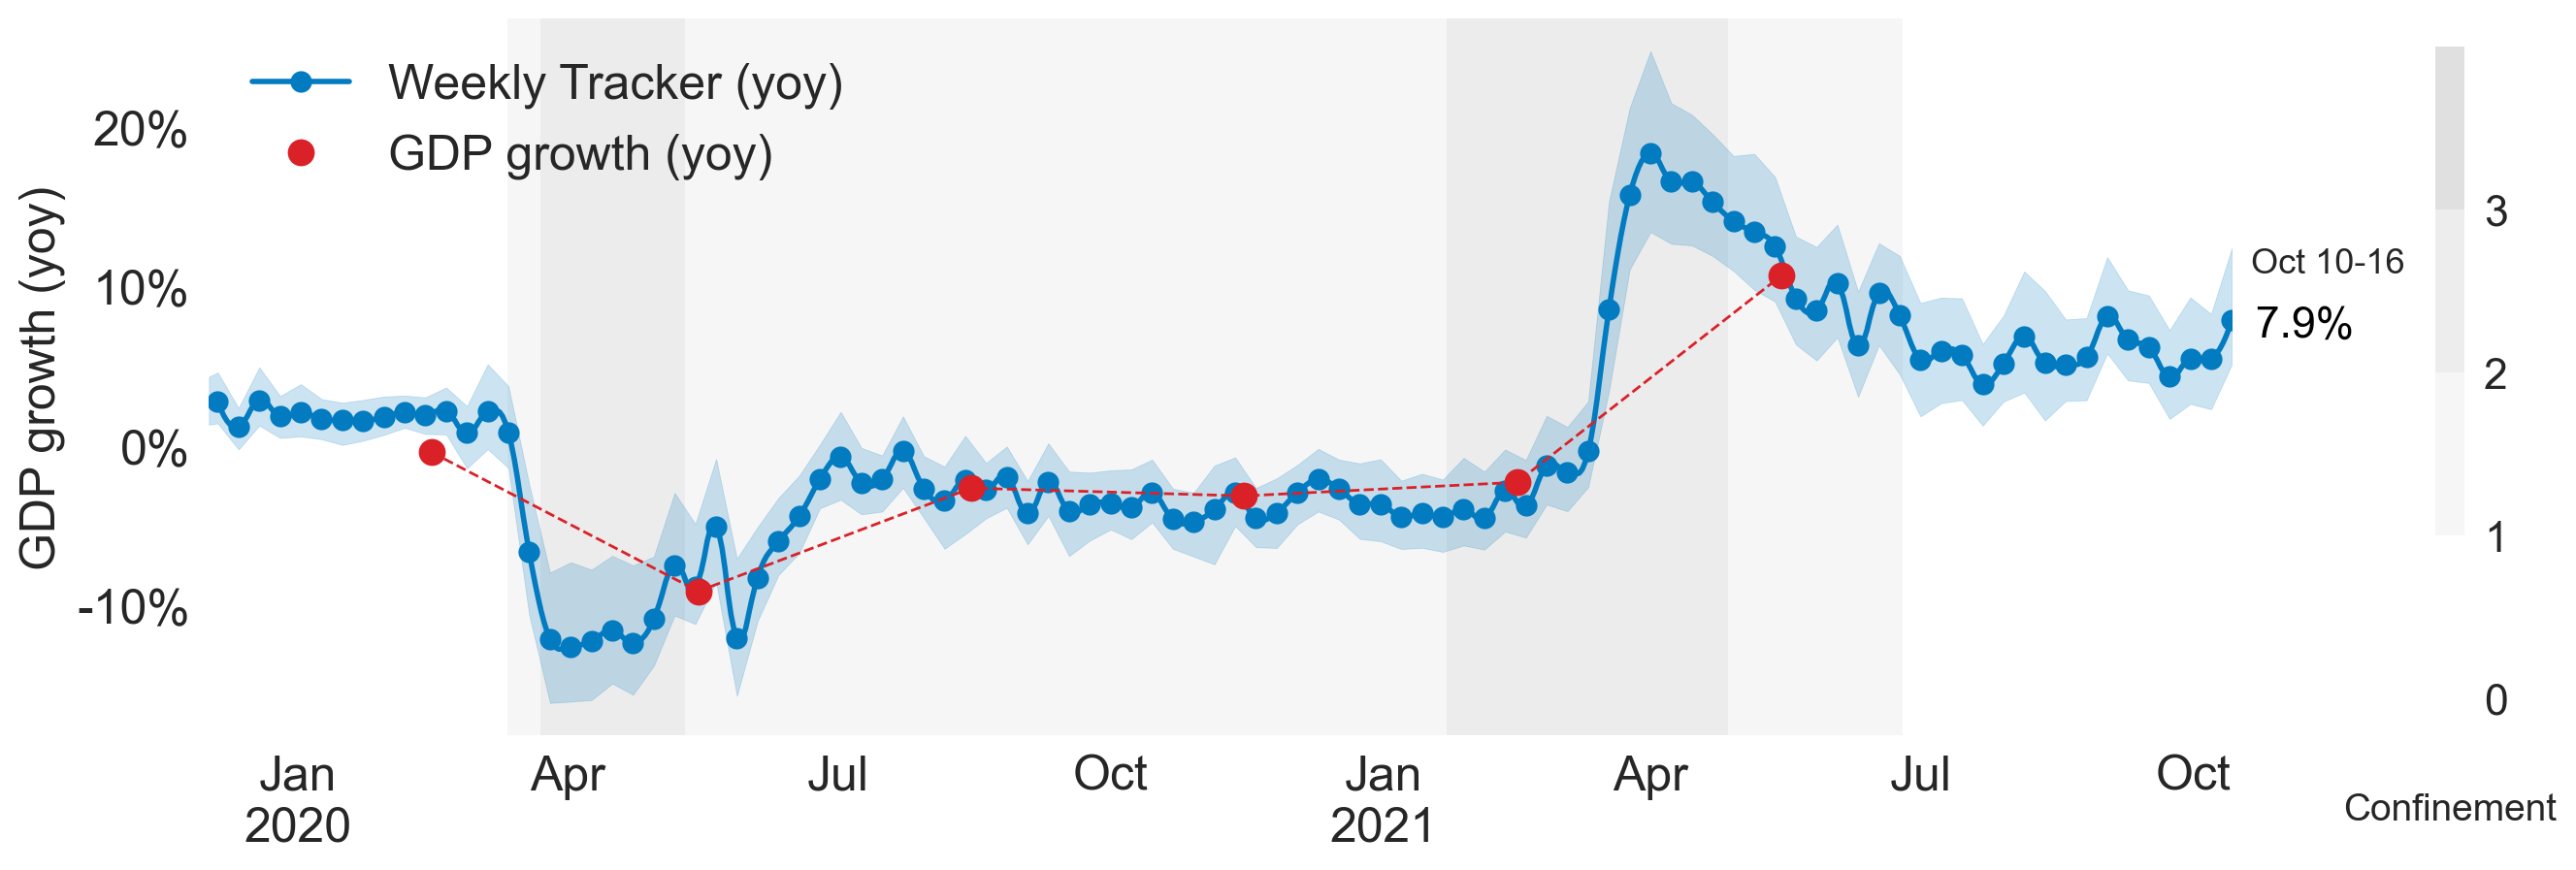 Weekly Tracker (yoy)
GDP growth (yoy)
GDP growth (yoy)
20%
10%
0%
-10%
Jan
2020
Apr
Jul
Oct
Jan
2021
Apr
Jul
Oct
Oct 10-16
7.9%
3
2
1
0
Confinement